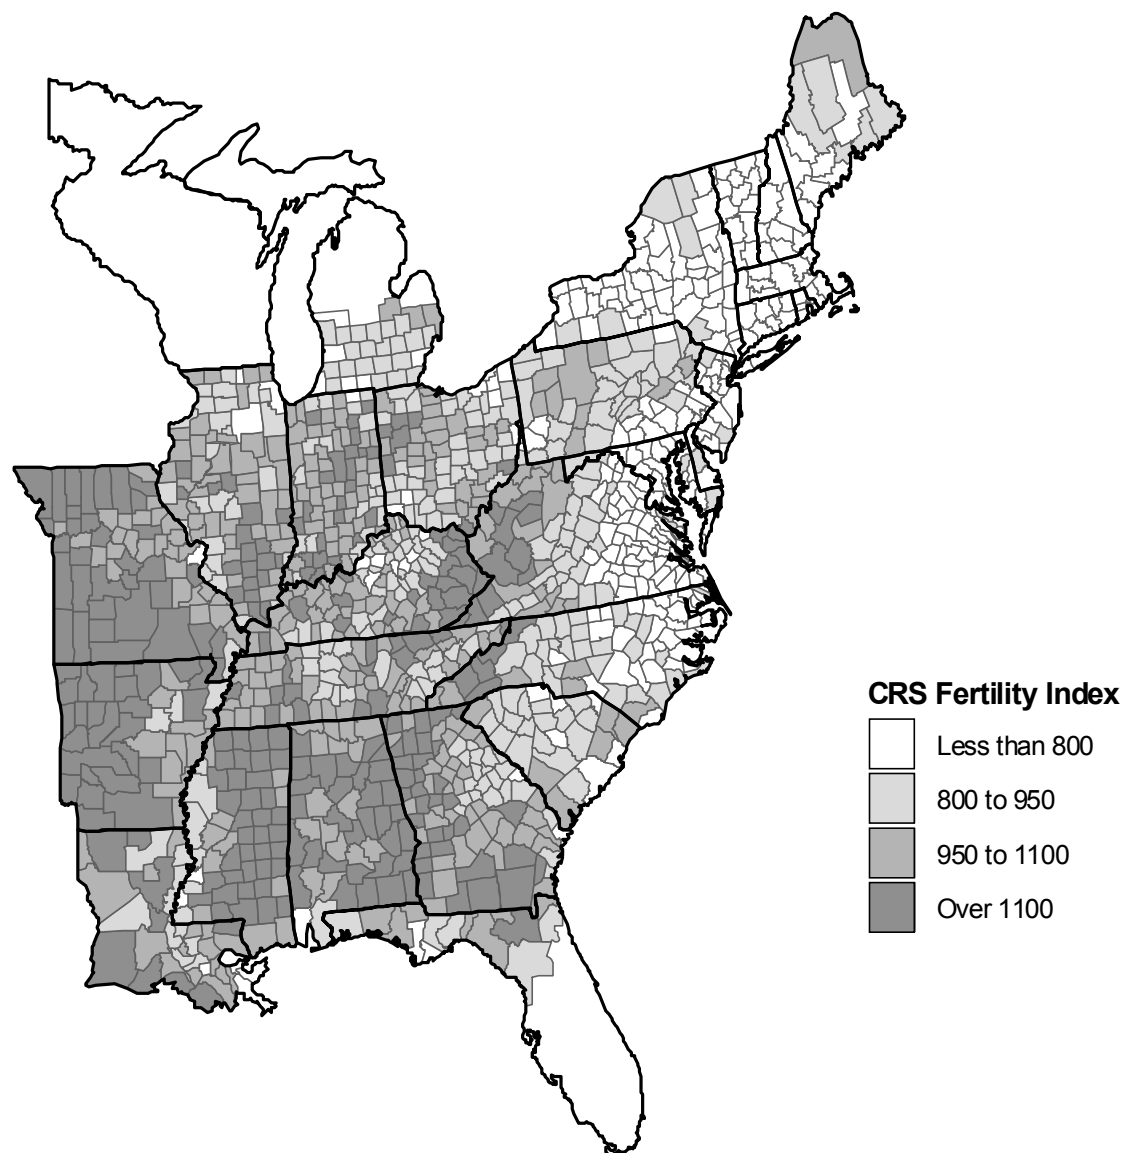 CRS Fertility Index
Less than 800
800 to 950
950 to 1100
Over 1100